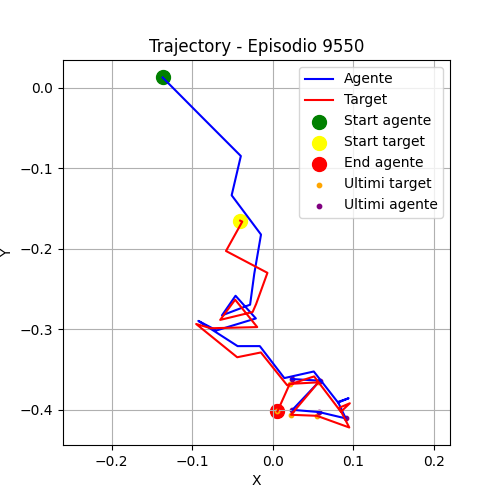 Trajectory - Episodio 9550
Agente
Target
Start agente
Start target
End agente
Ultimi target
Ultimi agente
0.0
−0.1
−0.2
−0.3
−0.4
Y
−0.2
−0.1
0.0
0.1
0.2
X